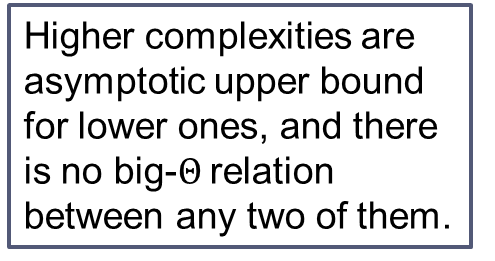 Higher complexities are
asymptotic upper bound
for lower ones, and there
is no big-Θ relation
between any two of them.